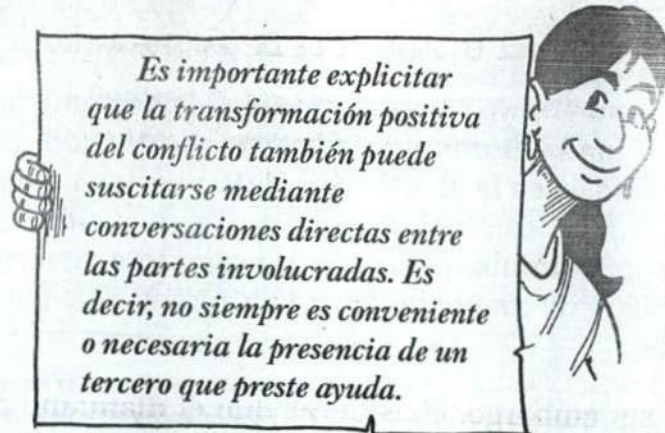 Es importante explicitar
que la transformación positiva
del conflicto también puede
suscitarse mediante
conversaciones directas entre
las partes involucradas. Es
decir, no siempre es conveniente
o necesaria la presencia de un
tercero que preste ayuda.